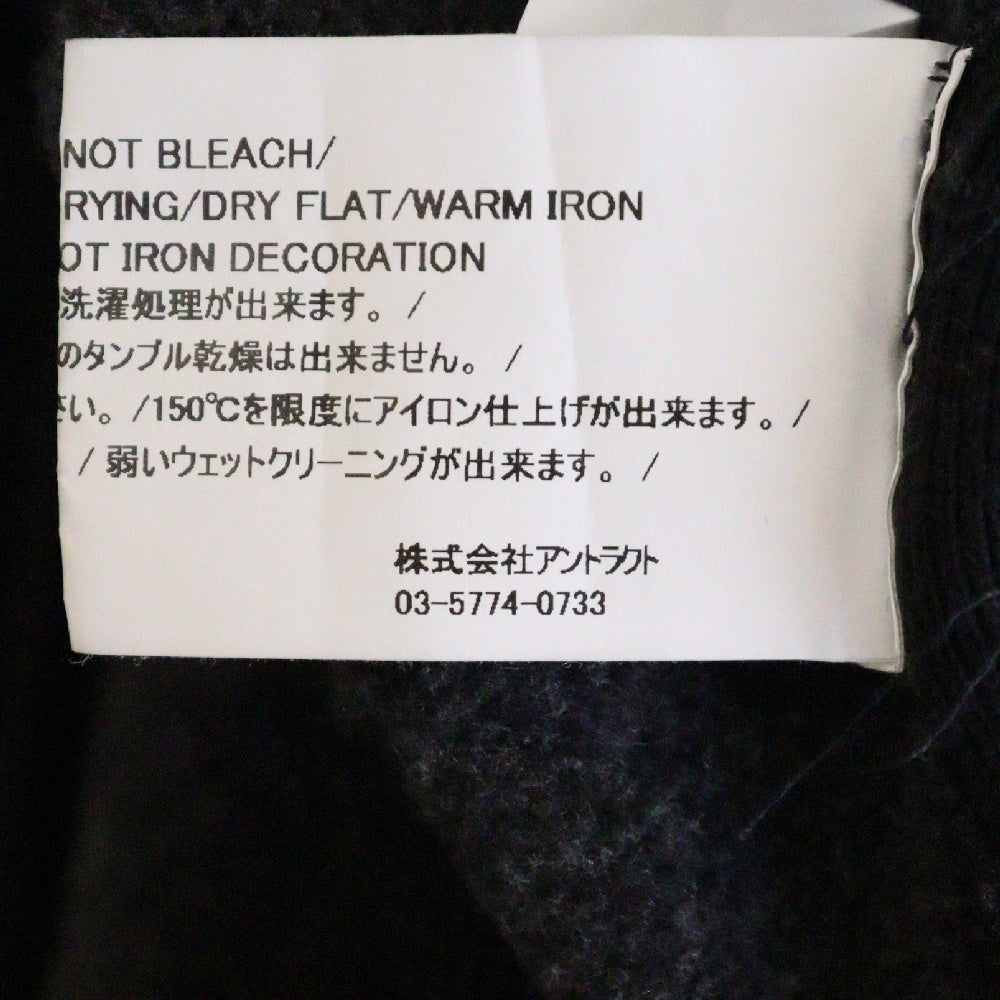 NOT BLEACH/
RYING/DRY FLAT/WARM IRON
OT IRON DECORATION
洗濯処理が出来ます。/
のタンブル乾燥は出来ません。/
さい。/150℃を限度にアイロン仕上げが出来ます。/
/ 弱いウェットクリーニングが出来ます。/
株式会社アントラクト
03-5774-0733